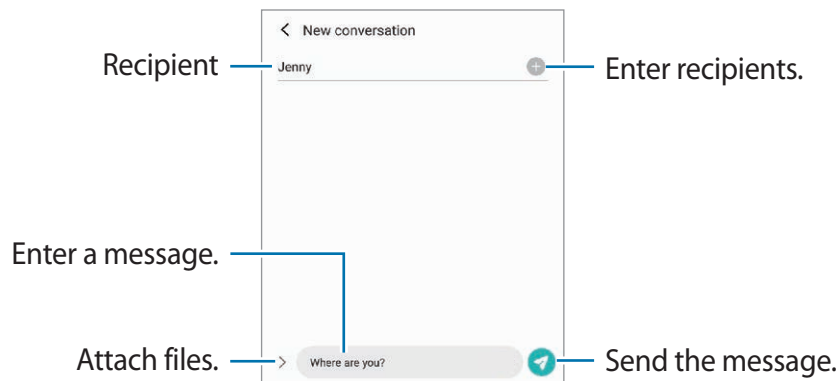 New conversation
Recipient
Jenny
Enter recipients.
Enter a message.
Attach files.
Where are you?
Send the message.